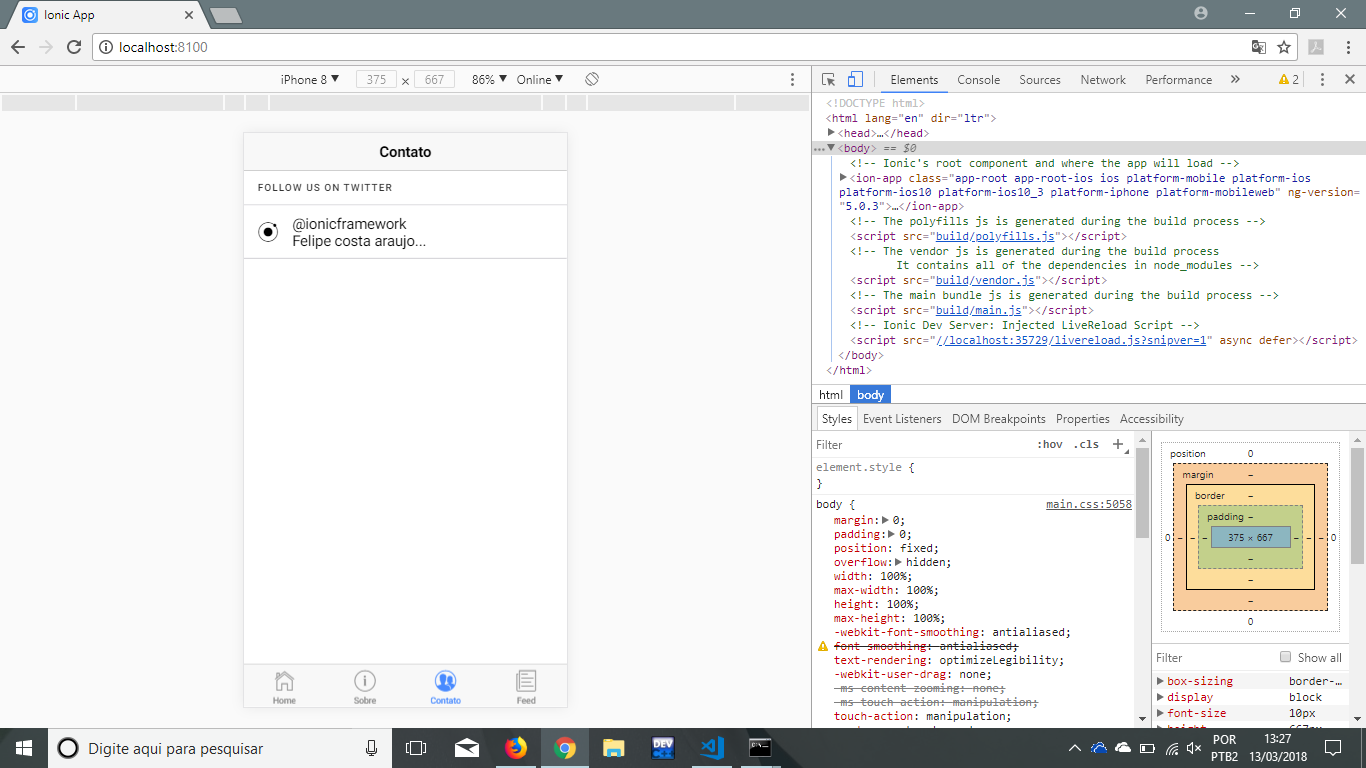 Ionic App
localhost:8100
iPhone 8 ▼ 375 × 667 86% ▼ Online ▼
Contato
FOLLOW US ON TWITTER
@ionicframework
Felipe costa araujo...
Home Sobre Contato Feed
Elements Console Sources Network Performance » 2
<!DOCTYPE html>
<html lang="en" dir="ltr">
<head>…</head>
…<body> == $0
<!-- Ionic's root component and where the app will load -->
<ion-app class="app-root app-root-ios ios platform-mobile platform-ios
platform-ios10 platform-ios10_3 platform-iphone platform-mobileweb" ng-version=
"5.0.3">…</ion-app>
<!-- The polyfills js is generated during the build process -->
<script src="build/polyfills.js"></script>
<!-- The vendor js is generated during the build process
It contains all of the dependencies in node_modules -->
<script src="build/vendor.js"></script>
<!-- The main bundle js is generated during the build process -->
<script src="build/main.js"></script>
<!-- Ionic Dev Server: Injected LiveReload Script -->
<script src="//localhost:35729/livereload.js?snipver=1" async defer></script>
</body>
</html>
html body
Styles Event Listeners DOM Breakpoints Properties Accessibility
Filter :hov .cls +
element.style {
}
body { main.css:5058
margin: 0;
padding: 0;
position: fixed;
overflow: hidden;
width: 100%;
max-width: 100%;
height: 100%;
max-height: 100%;
-webkit-font-smoothing: antialiased;
font-smoothing: antialiased;
text-rendering: optimizeLegibility;
-webkit-user-drag: none;
-ms-content-zooming: none;
-ms-touch-action: manipulation;
touch-action: manipulation;
position 0
margin –
border –
padding –
0 – – – 375 × 667 – – – 0
–
–
–
0
Filter Show all
box-sizing border-…
display block
font-size 10px
height 667px
Digite aqui para pesquisar
DEV
POR
PTB2
13:27
13/03/2018